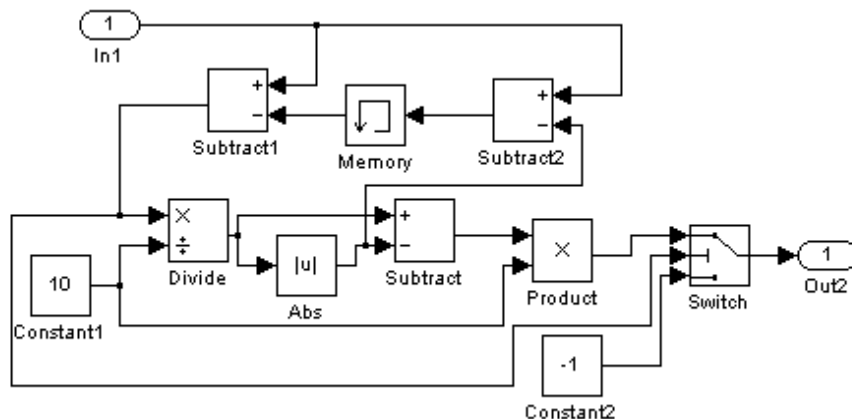 1
In1
+
−
Subtract1
Memory
+
−
Subtract2
×
÷
Divide
10
Constant1
|u|
Abs
+
−
Subtract
×
Product
Switch
1
Out2
-1
Constant2